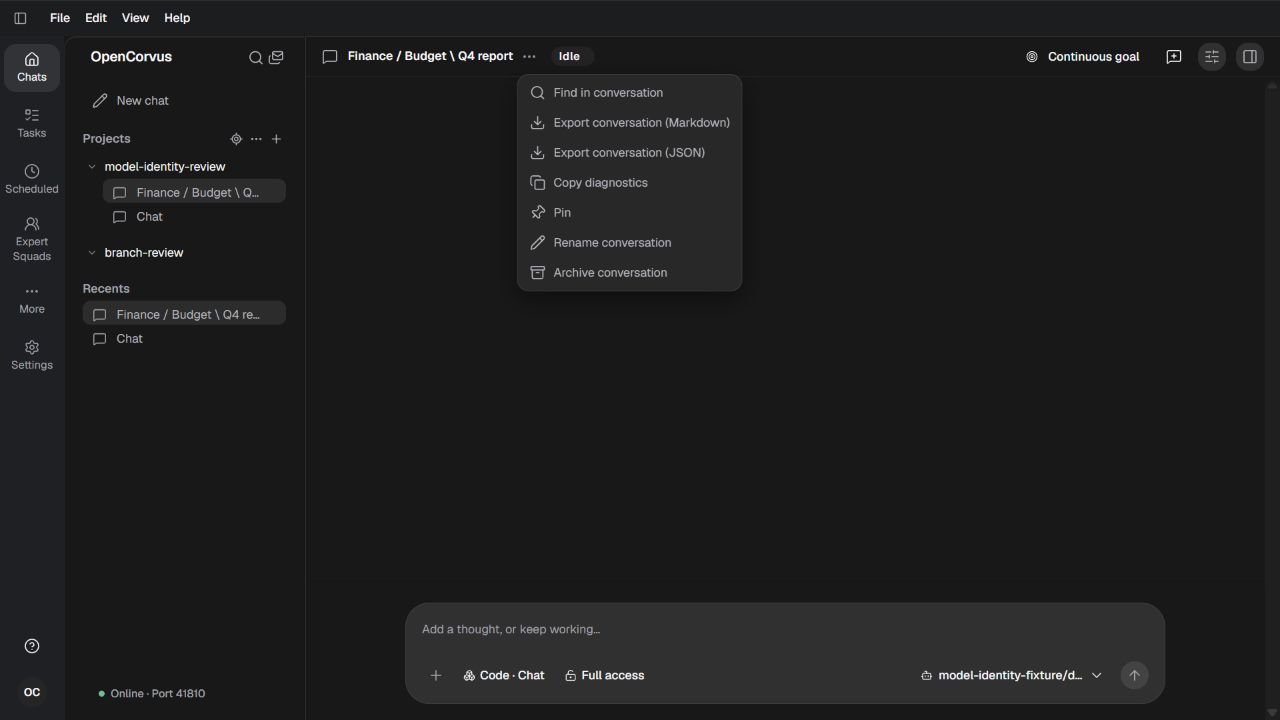 File Edit View Help
Chats
Tasks
Scheduled
Expert
Squads
More
Settings
OC
OpenCorvus
New chat
Projects
model-identity-review
Finance / Budget \ Q...
Chat
branch-review
Recents
Finance / Budget \ Q4 re...
Chat
Online · Port 41810
Finance / Budget \ Q4 report ··· Idle
Continuous goal
Find in conversation
Export conversation (Markdown)
Export conversation (JSON)
Copy diagnostics
Pin
Rename conversation
Archive conversation
Add a thought, or keep working...
Code · Chat Full access model-identity-fixture/d...